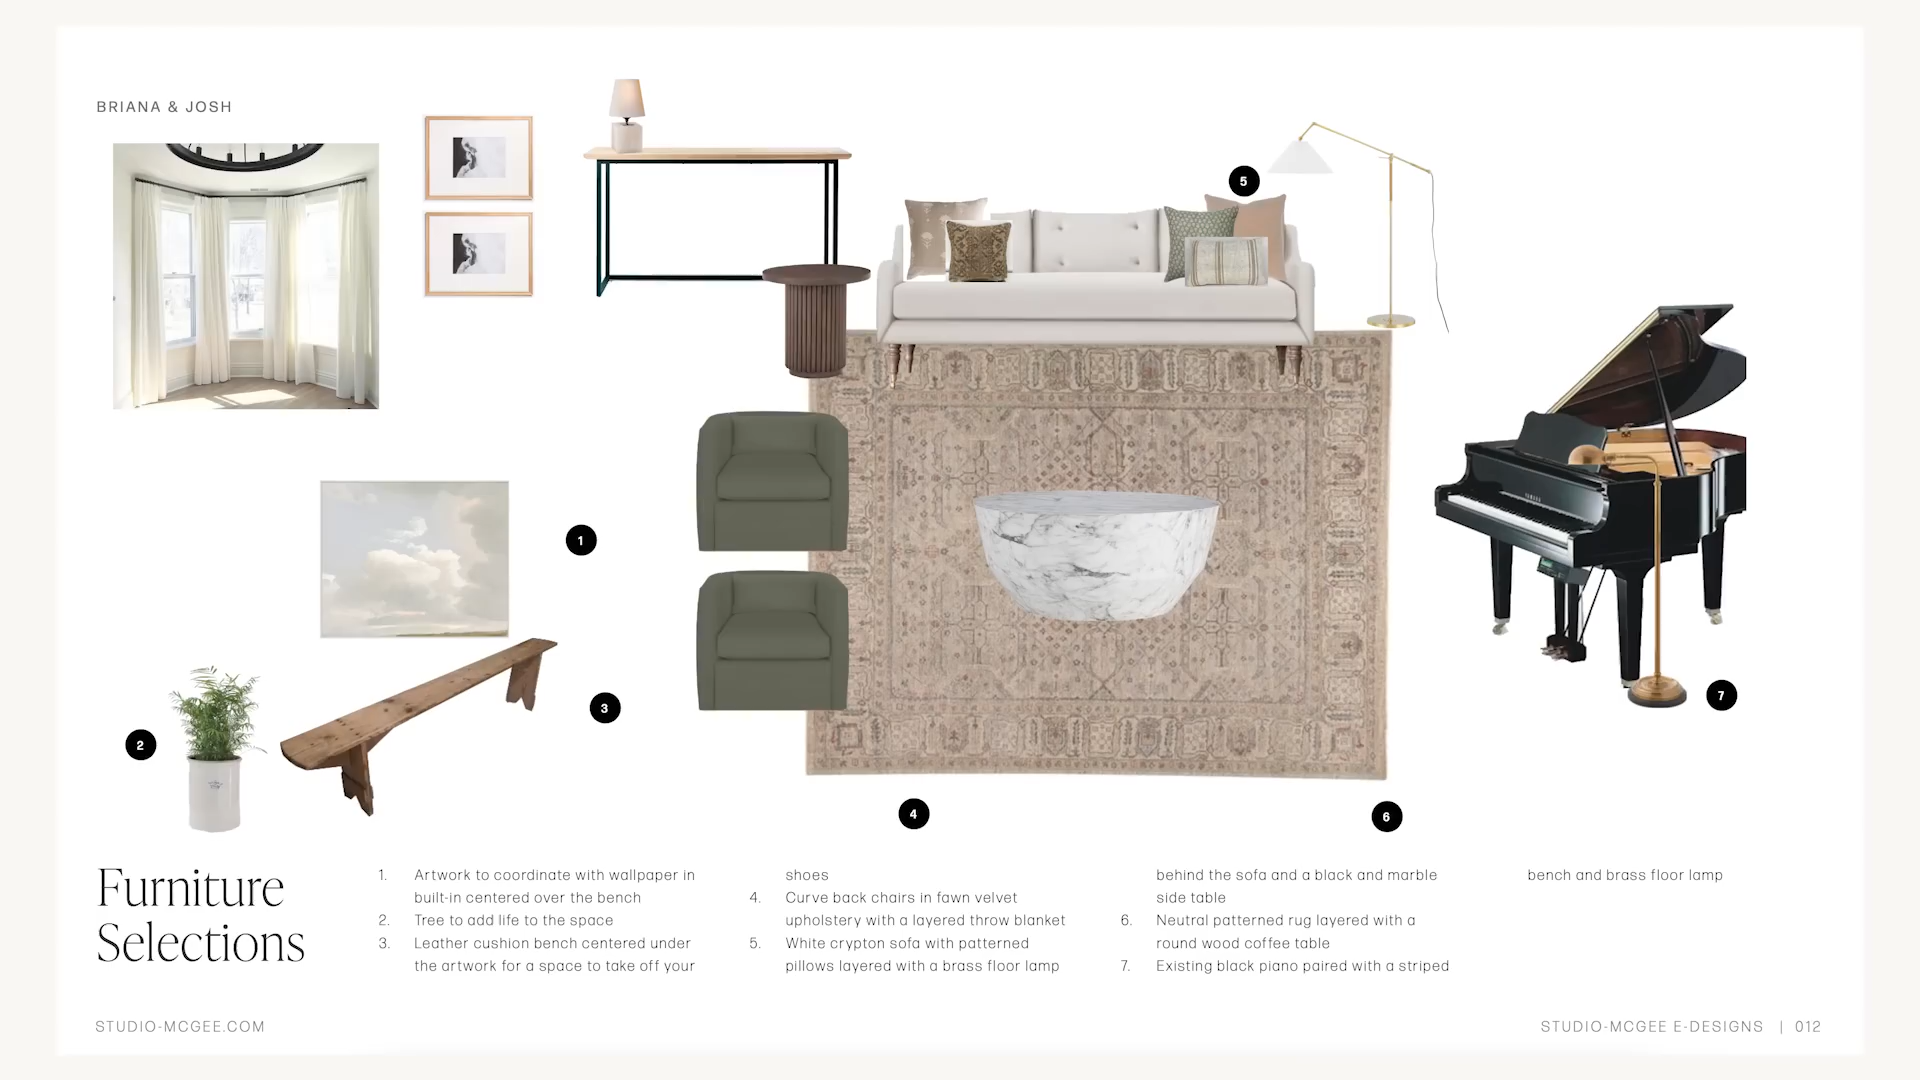 BRIANA & JOSH
5
1
3
2
7
4
6
YAMAHA
Furniture
Selections
1. Artwork to coordinate with wallpaper in
built-in centered over the bench
2. Tree to add life to the space
3. Leather cushion bench centered under
the artwork for a space to take off your
shoes
4. Curve back chairs in fawn velvet
upholstery with a layered throw blanket
5. White crypton sofa with patterned
pillows layered with a brass floor lamp
behind the sofa and a black and marble
side table
6. Neutral patterned rug layered with a
round wood coffee table
7. Existing black piano paired with a striped
bench and brass floor lamp
STUDIO-MCGEE.COM
STUDIO-MCGEE E-DESIGNS | 012